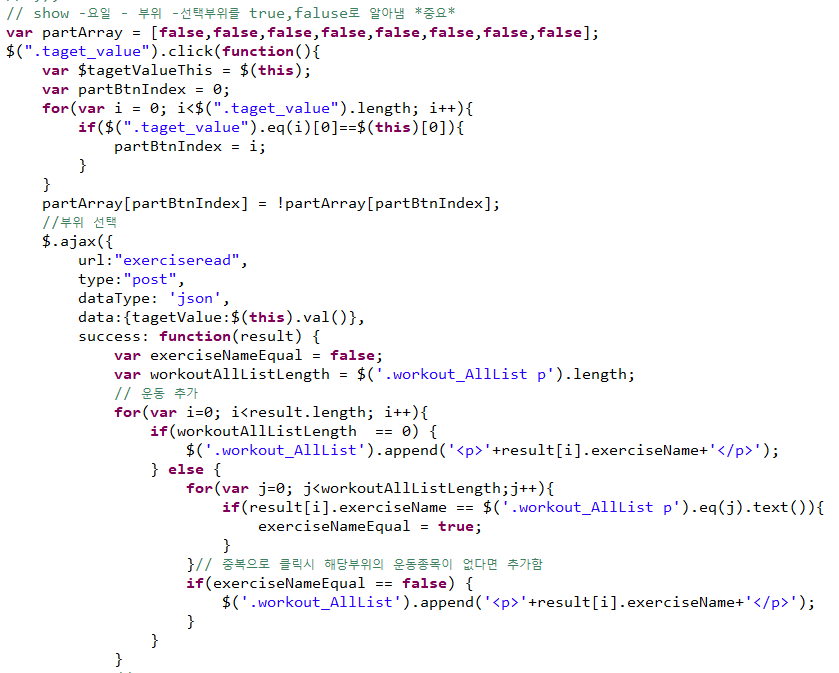 // show -요일 - 부위 -선택부위를 true,faluse로 알아냄 *중요*
var partArray = [false,false,false,false,false,false,false,false];
$(".taget_value").click(function(){
    var $tagetValueThis = $(this);
    var partBtnIndex = 0;
    for(var i = 0; i<$(".taget_value").length; i++){
        if($(".taget_value").eq(i)[0]==$(this)[0]){
            partBtnIndex = i;
        }
    }
    partArray[partBtnIndex] = !partArray[partBtnIndex];
    //부위 선택
    $.ajax({
        url:"exerciseread",
        type:"post",
        dataType: 'json',
        data:{tagetValue:$(this).val()},
        success: function(result) {
            var exerciseNameEqual = false;
            var workoutAllListLength = $('.workout_AllList p').length;
            // 운동 추가
            for(var i=0; i<result.length; i++){
                if(workoutAllListLength  == 0) {
                    $('.workout_AllList').append('<p>'+result[i].exerciseName+'</p>');
                } else {
                    for(var j=0; j<workoutAllListLength;j++){
                        if(result[i].exerciseName == $('.workout_AllList p').eq(j).text()){
                            exerciseNameEqual = true;
                        }
                    }// 중복으로 클릭시 해당부위의 운동종목이 없다면 추가함
                    if(exerciseNameEqual == false) {
                        $('.workout_AllList').append('<p>'+result[i].exerciseName+'</p>');
                    }
                }
            }